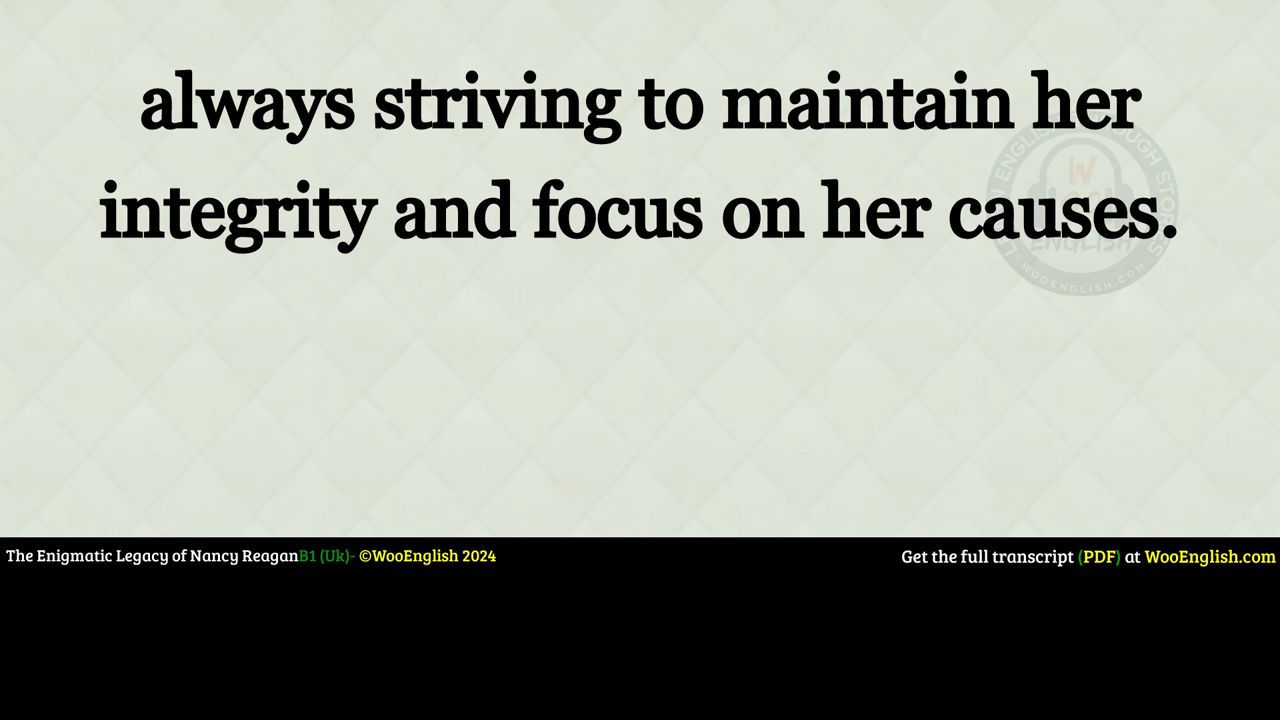 always striving to maintain her
integrity and focus on her causes.
The Enigmatic Legacy of Nancy ReaganB1 (Uk)- ©WooEnglish 2024
Get the full transcript (PDF) at WooEnglish.com